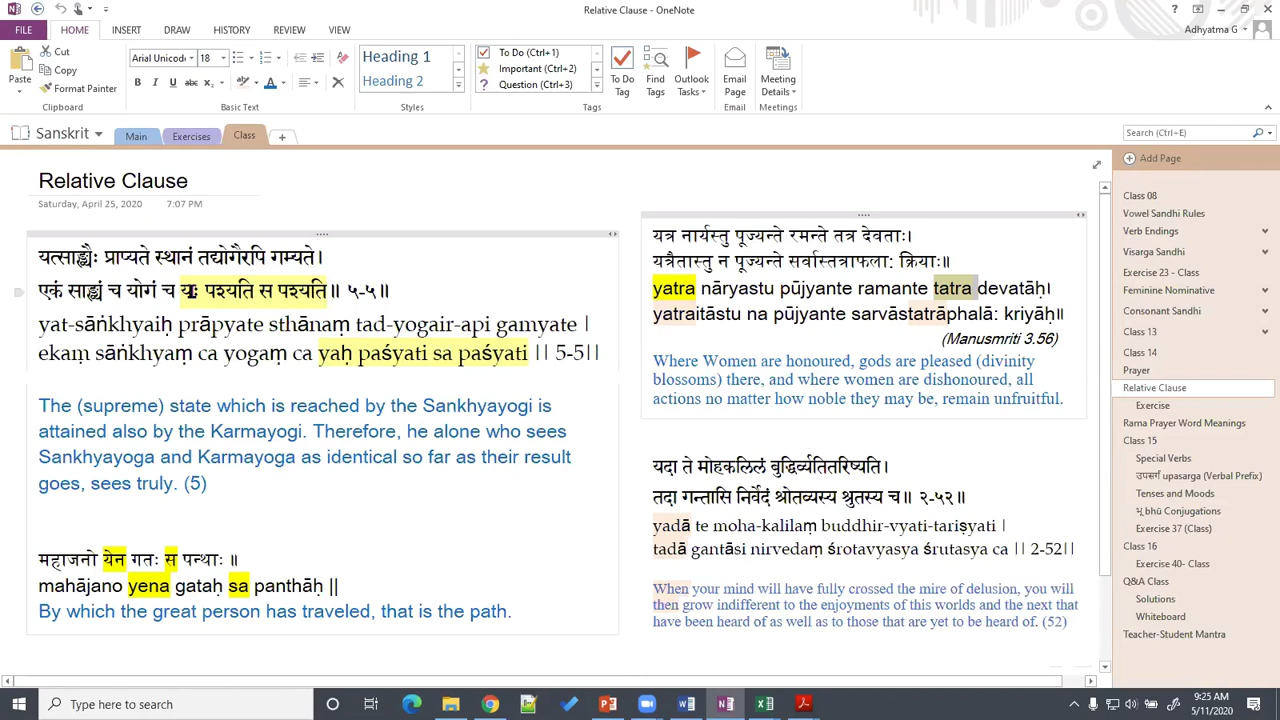 Relative Clause - OneNote
FILE HOME INSERT DRAW HISTORY REVIEW VIEW
Adhyatma G
Paste
Cut
Copy
Format Painter
Clipboard
Arial Unicode 18
B I U abc
Basic Text
Heading 1
Heading 2
Styles
To Do (Ctrl+1)
Important (Ctrl+2)
Question (Ctrl+3)
To Do Tag
Find Tags
Outlook Tasks
Tags
Email Page
Email
Meeting Details
Meetings
Sanskrit
Main Exercises Class
Search (Ctrl+E)
Relative Clause
Saturday, April 25, 2020 7:07 PM
यत्साङ्ख्यैः प्राप्यते स्थानं तद्योगैरपि गम्यते।
एकं साङ्ख्यं च योगं च यः पश्यति स पश्यति॥ ५-५॥
yat-sāṅkhyaiḥ prāpyate sthānaṃ tad-yogair-api gamyate |
ekaṃ sāṅkhyaṃ ca yogaṃ ca yaḥ paśyati sa paśyati || 5-5||
The (supreme) state which is reached by the Sankhyayogi is
attained also by the Karmayogi. Therefore, he alone who sees
Sankhyayoga and Karmayoga as identical so far as their result
goes, sees truly. (5)
महाजनो येन गतः स पन्थाः ॥
mahājano yena gataḥ sa panthāḥ ||
By which the great person has traveled, that is the path.
यत्र नार्यस्तु पूज्यन्ते रमन्ते तत्र देवताः।
यत्रैतास्तु न पूज्यन्ते सर्वास्तत्राफला: क्रियाः॥
yatra nāryastu pūjyante ramante tatra devatāḥ।
yatraitāstu na pūjyante sarvāstatrāphalā: kriyāḥ॥
(Manusmriti 3.56)
Where Women are honoured, gods are pleased (divinity
blossoms) there, and where women are dishonoured, all
actions no matter how noble they may be, remain unfruitful.
यदा ते मोहकलिलं बुद्धिर्व्यतितरिष्यति।
तदा गन्तासि निर्वेदं श्रोतव्यस्य श्रुतस्य च॥ २-५२॥
yadā te moha-kalilaṃ buddhir-vyati-tariṣyati |
tadā gantāsi nirvedaṃ śrotavyasya śrutasya ca || 2-52||
When your mind will have fully crossed the mire of delusion, you will
then grow indifferent to the enjoyments of this worlds and the next that
have been heard of as well as to those that are yet to be heard of. (52)
Add Page
Class 08
Vowel Sandhi Rules
Verb Endings
Visarga Sandhi
Exercise 23 - Class
Feminine Nominative
Consonant Sandhi
Class 13
Class 14
Prayer
Relative Clause
Exercise
Rama Prayer Word Meanings
Class 15
Special Verbs
उपसर्ग upasarga (Verbal Prefix)
Tenses and Moods
भू bhū Conjugations
Exercise 37 (Class)
Class 16
Exercise 40- Class
Q&A Class
Solutions
Whiteboard
Teacher-Student Mantra
Type here to search
9:25 AM
5/11/2020